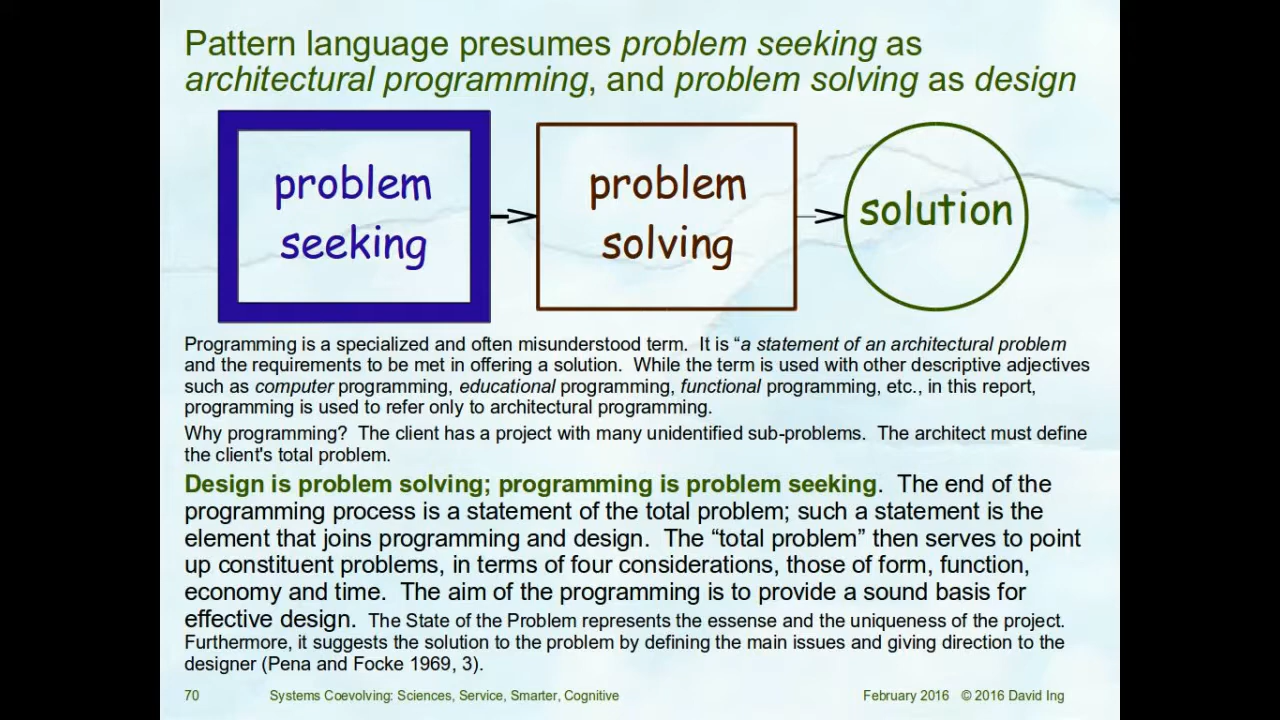 Pattern language presumes problem seeking as
architectural programming, and problem solving as design
problem
seeking
problem
solving
solution
Programming is a specialized and often misunderstood term.  It is “a statement of an architectural problem
and the requirements to be met in offering a solution.  While the term is used with other descriptive adjectives
such as computer programming, educational programming, functional programming, etc., in this report,
programming is used to refer only to architectural programming.
Why programming?  The client has a project with many unidentified sub-problems.  The architect must define
the client's total problem.
Design is problem solving; programming is problem seeking.  The end of the
programming process is a statement of the total problem; such a statement is the
element that joins programming and design.  The “total problem” then serves to point
up constituent problems, in terms of four considerations, those of form, function,
economy and time.  The aim of the programming is to provide a sound basis for
effective design.  The State of the Problem represents the essense and the uniqueness of the project.
Furthermore, it suggests the solution to the problem by defining the main issues and giving direction to the
designer (Pena and Focke 1969, 3).
70 Systems Coevolving: Sciences, Service, Smarter, Cognitive February 2016 © 2016 David Ing